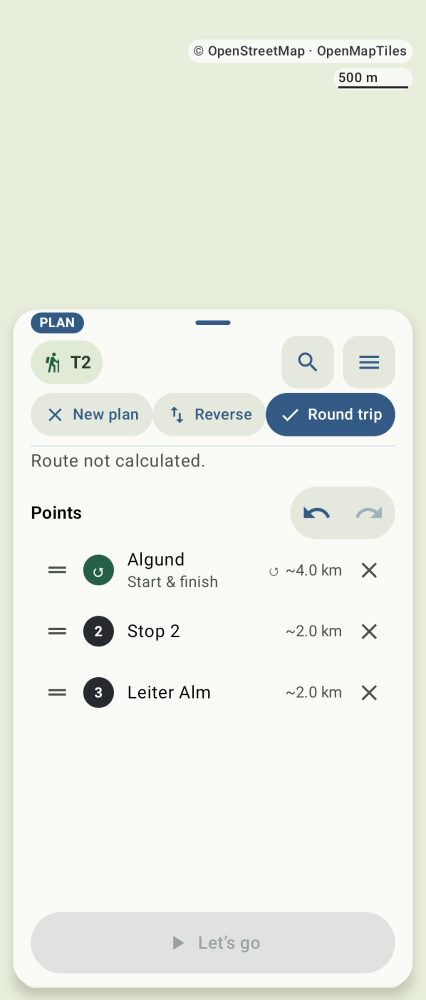 © OpenStreetMap · OpenMapTiles
500 m
PLAN
T2
New plan
Reverse
Round trip
Route not calculated.
Points
Algund
Start & finish
↺ ~4.0 km
2
Stop 2
~2.0 km
3
Leiter Alm
~2.0 km
Let's go